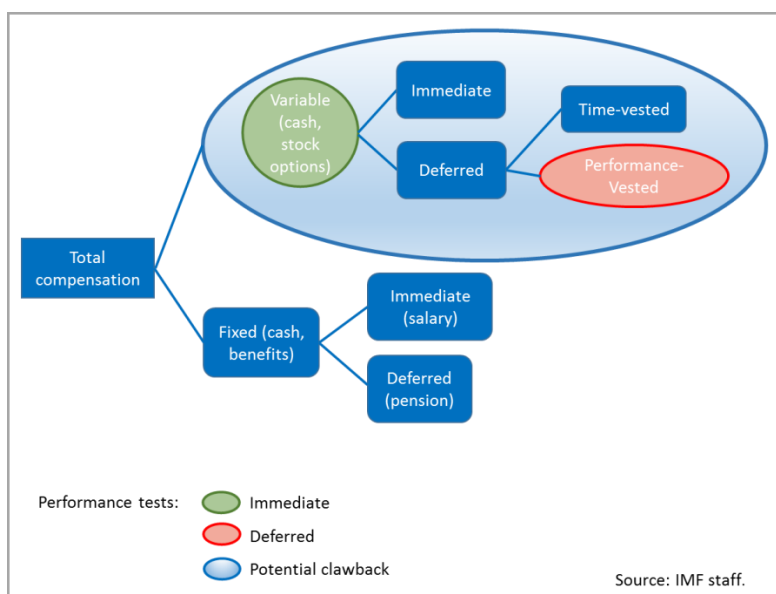 Variable
(cash,
stock
options)
Immediate
Deferred
Time-vested
Performance-
Vested
Total
compensation
Fixed (cash,
benefits)
Immediate
(salary)
Deferred
(pension)
Performance tests:
Immediate
Deferred
Potential clawback
Source: IMF staff.